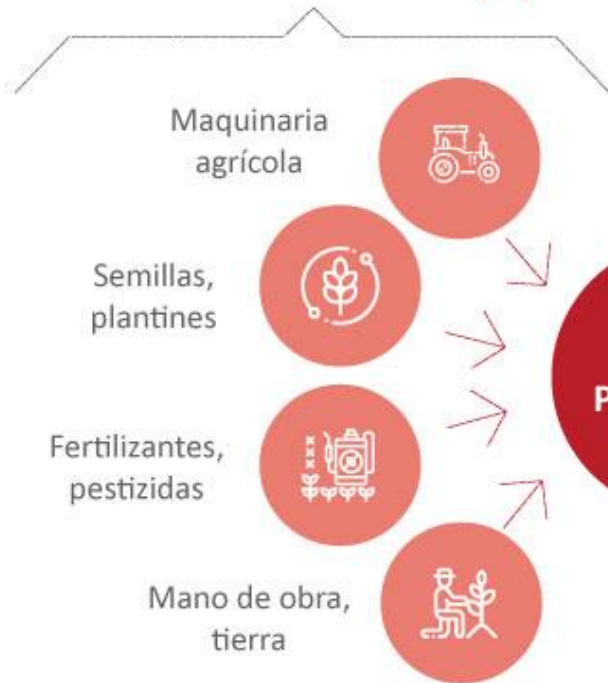 Maquinaria
agrícola
Semillas,
plantines
Fertilizantes,
pestizidas
Mano de obra,
tierra